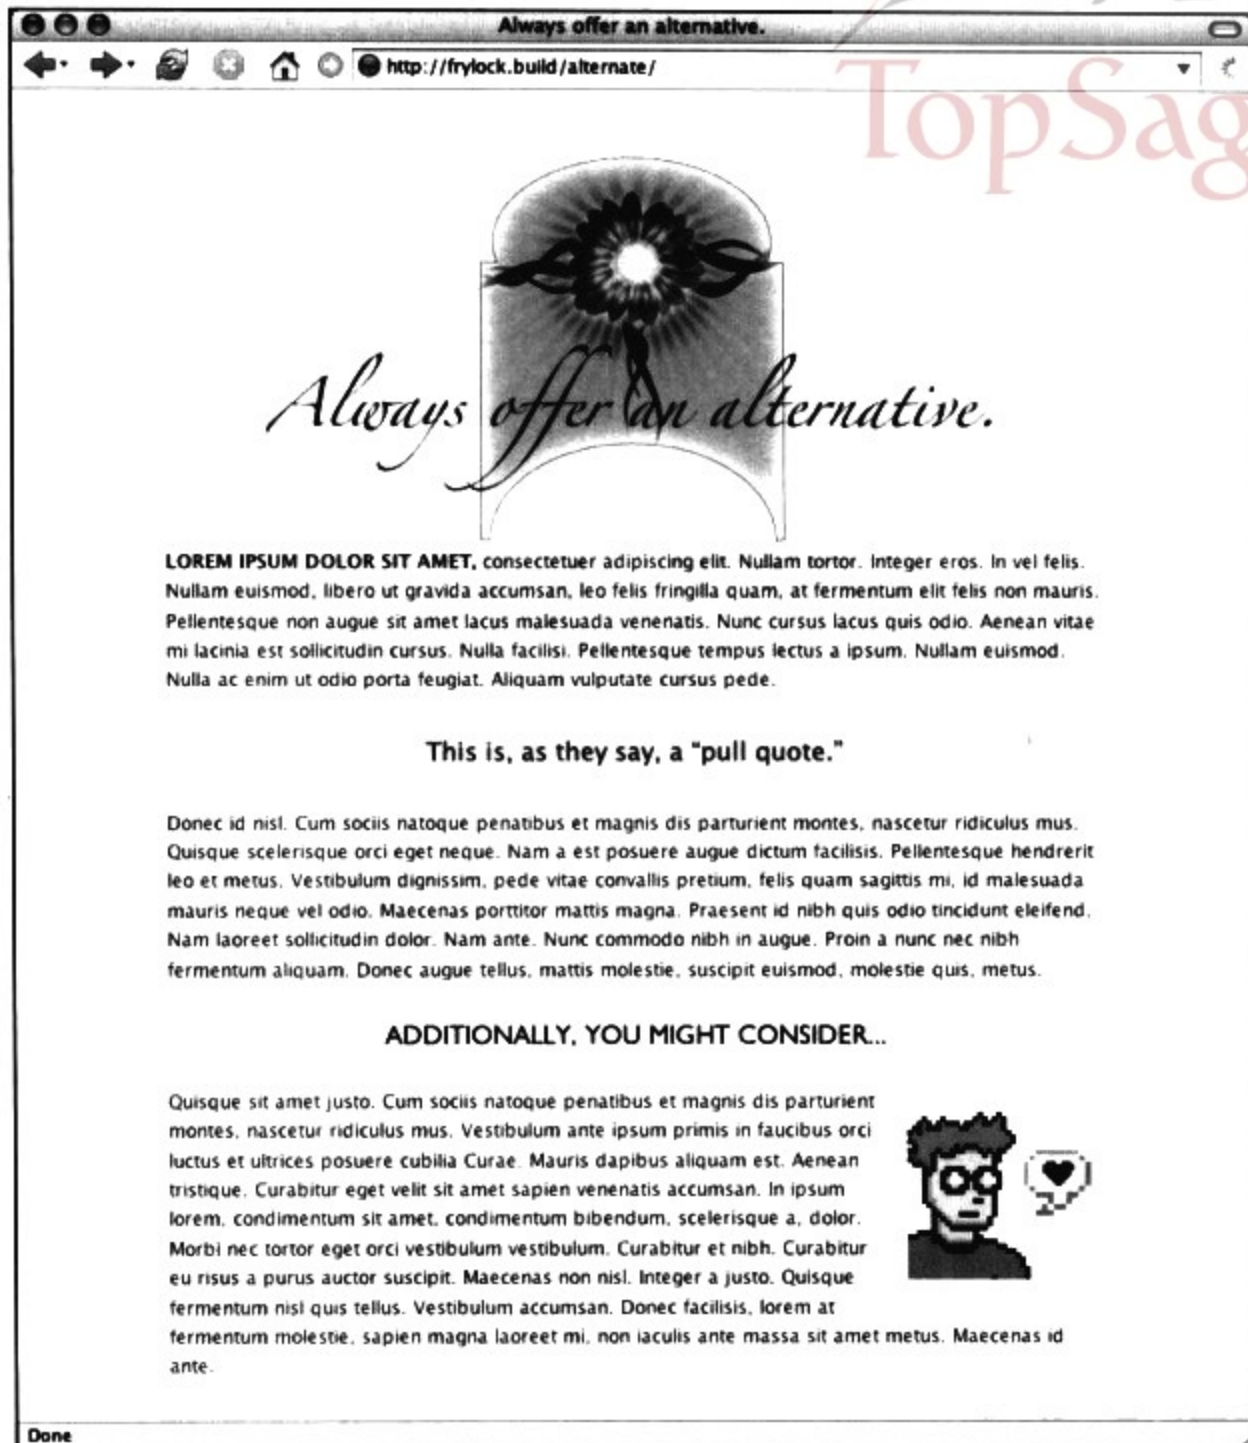 Always offer an alternative.
http://frylock.build/alternate/
TopSag
Always offer an alternative.
LOREM IPSUM DOLOR SIT AMET, consectetuer adipiscing elit. Nullam tortor. Integer eros. In vel felis.
Nullam euismod, libero ut gravida accumsan, leo felis fringilla quam, at fermentum elit felis non mauris.
Pellentesque non augue sit amet lacus malesuada venenatis. Nunc cursus lacus quis odio. Aenean vitae
mi lacinia est sollicitudin cursus. Nulla facilisi. Pellentesque tempus lectus a ipsum. Nullam euismod.
Nulla ac enim ut odio porta feugiat. Aliquam vulputate cursus pede.
This is, as they say, a “pull quote.”
Donec id nisl. Cum sociis natoque penatibus et magnis dis parturient montes, nascetur ridiculus mus.
Quisque scelerisque orci eget neque. Nam a est posuere augue dictum facilisis. Pellentesque hendrerit
leo et metus. Vestibulum dignissim, pede vitae convallis pretium, felis quam sagittis mi, id malesuada
mauris neque vel odio. Maecenas porttitor mattis magna. Praesent id nibh quis odio tincidunt eleifend.
Nam laoreet sollicitudin dolor. Nam ante. Nunc commodo nibh in augue. Proin a nunc nec nibh
fermentum aliquam. Donec augue tellus, mattis molestie, suscipit euismod, molestie quis, metus.
ADDITIONALLY, YOU MIGHT CONSIDER...
Quisque sit amet justo. Cum sociis natoque penatibus et magnis dis parturient
montes, nascetur ridiculus mus. Vestibulum ante ipsum primis in faucibus orci
luctus et ultrices posuere cubilia Curae. Mauris dapibus aliquam est. Aenean
tristique. Curabitur eget velit sit amet sapien venenatis accumsan. In ipsum
lorem, condimentum sit amet, condimentum bibendum, scelerisque a, dolor.
Morbi nec tortor eget orci vestibulum vestibulum. Curabitur et nibh. Curabitur
eu risus a purus auctor suscipit. Maecenas non nisl. Integer a justo. Quisque
fermentum nisl quis tellus. Vestibulum accumsan. Donec facilisis, lorem at
fermentum molestie, sapien magna laoreet mi, non iaculis ante massa sit amet metus. Maecenas id
ante.
Done